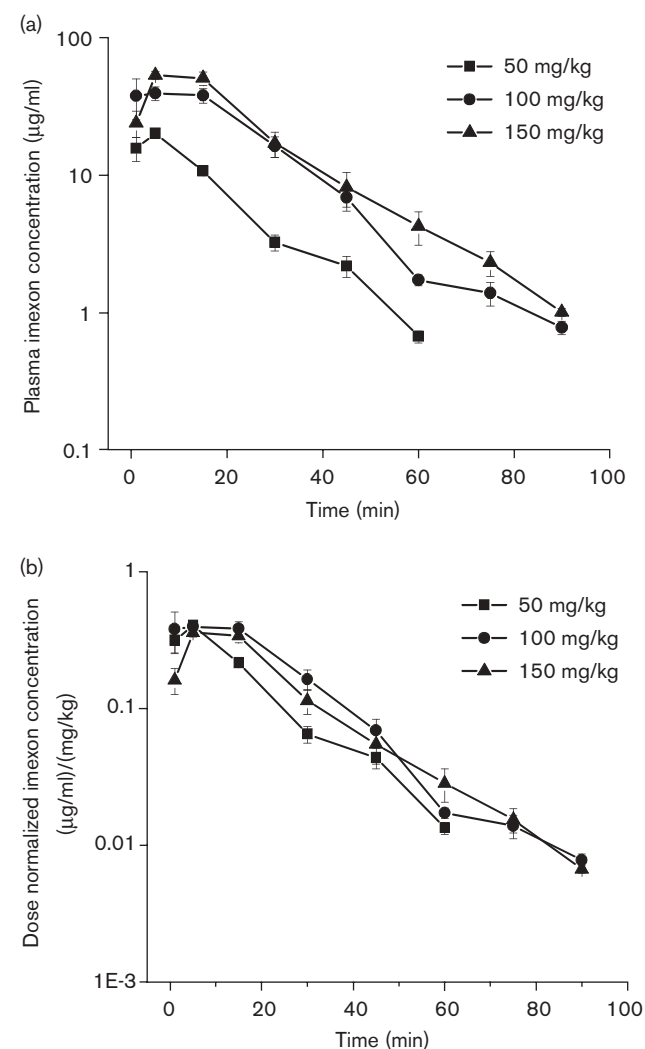 (a)
100
10
1
0.1
Plasma imexon concentration (μg/ml)
50 mg/kg
100 mg/kg
150 mg/kg
0 20 40 60 80 100
Time (min)
(b)
1
0.1
0.01
1E-3
Dose normalized imexon concentration
(μg/ml)/(mg/kg)
50 mg/kg
100 mg/kg
150 mg/kg
0 20 40 60 80 100
Time (min)